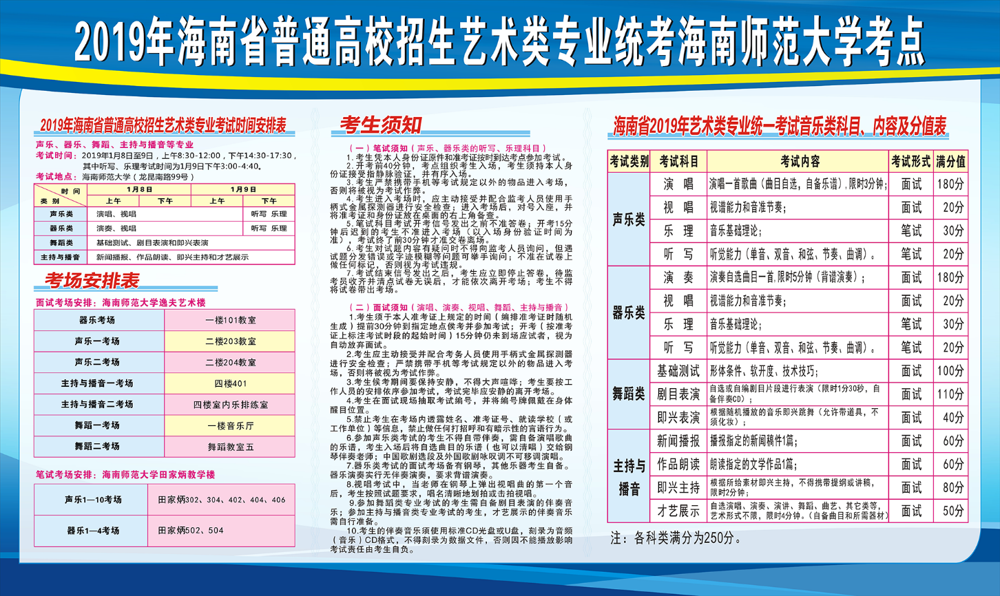 2019年海南省普通高校招生艺术类专业统考海南师范大学考点
2019年海南省普通高校招生艺术类专业考试时间安排表
声乐、器乐、舞蹈、主持与播音等专业
考试时间：2019年1月8日至9日，上午8:30-12:00，下午14:30-17:30，
其中听写、乐理考试时间为1月9日下午3:00-4:40。
考试地点：海南师范大学（龙昆南路99号）
时 间 1月8日 1月9日
类 别 上午 下午 上午 下午
声乐类 演唱、视唱 听写 乐理
器乐类 演奏、视唱 听写 乐理
舞蹈类 基础测试、剧目表演和即兴表演
主持与播音 新闻播报、作品朗读、即兴主持和才艺展示
考场安排表
面试考场安排：海南师范大学逸夫艺术楼
器乐考场 一楼101教室
声乐一考场 二楼203教室
声乐二考场 二楼204教室
主持与播音一考场 四楼401
主持与播音二考场 四楼室内乐排练室
舞蹈一考场 一楼音乐厅
舞蹈二考场 舞蹈教室五
笔试考场安排：海南师范大学田家炳教学楼
声乐1—10考场 田家炳302、304、402、404、406
器乐1—4考场 田家炳502、504
考生须知
（一）笔试须知（声乐、器乐类的听写、乐理科目）
1.考生凭本人身份证原件和准考证按时到达考点参加考试。
2.开考前40分钟，考点组织考生入场，考生须持本人身
份证接受指静脉验证，并有序入场。
3.考生严禁携带手机等考试规定以外的物品进入考场，
否则将被视为考试作弊。
4.考生进入考场时，应主动接受并配合监考人员使用手
柄式金属探测器进行安全检查；进入考场后，对号入座，并
将准考证和身份证放在桌面的右上角备查。
5.笔试科目考试开考信号发出之前不准答卷；开考15分
钟后迟到的考生不准进入考场（以入场身份验证时间为
准），考试终了前30分钟才准交卷离场。
6.考生对试题内容有疑问时不得向监考人员询问，但遇
试题分发错误或字迹模糊等问题可举手询问；不准在试卷上
做任何标记，否则视为考试违规。
7.考试结束信号发出之后，考生应立即停止答卷，待监
考员收齐并清点试卷无误后，才能依次离开考场；考生不得
将试卷带出考场。
（二）面试须知（演唱、演奏、视唱、舞蹈、主持与播音）
1.考生须于本人准考证上规定的时间（编排准考证时随机
生成）提前30分钟到指定地点侯考并参加考试；开考（按准考
证上标注考试时段的起始时间）15分钟仍未到场应试者，视为
自动放弃面试。
2.考生应主动接受并配合考务人员使用手柄式金属探测器
进行安全检查；严禁携带手机等考试规定以外的物品进入考
场，否则将被视为考试作弊。
3.考生候考期间要保持安静，不得大声喧哗；考生要按工
作人员的安排依序参加考试，考试完毕应安静的离开考场。
4.考生在面试现场抽取考试编号，并将编号牌佩戴在身体
醒目位置。
5.禁止考生在考场内透露姓名、准考证号、就读学校（或
工作单位）等信息，禁止做任何打招呼和有暗示性的言语行为。
6.参加声乐类考试的考生不得自带伴奏，需自备演唱歌曲
的乐谱，考生入场后将自选曲目的乐谱（也可以清唱）交给钢
琴伴奏老师；中国歌剧选段及外国歌剧咏叹调不可移调演唱。
7.器乐类考试的面试考场备有钢琴，其他乐器考生自备。
器乐演奏实行无伴奏演奏，要求背谱演奏。
8.视唱考试中，当老师在钢琴上弹出视唱曲的第一个音
后，考生按照试题要求，唱名清晰地划拍或击拍视唱。
9.参加舞蹈类专业考试的考生需自备剧目表演的伴奏音
乐；参加主持与播音类专业考试的考生，才艺展示的伴奏音乐
需自行准备。
10.考生的伴奏音乐须使用标准CD光盘或U盘，刻录为音频
（音乐）CD格式，不得刻录为数据文件，否则因不能播放影响
考试责任由考生自负。
海南省2019年艺术类专业统一考试音乐类科目、内容及分值表
考试类别 考试科目 考试内容 考试形式 满分值
声乐类 演 唱 演唱一首歌曲（曲目自选，自备乐谱）,限时3分钟； 面试 180分
视 唱 视谱能力和音准节奏； 面试 20分
乐 理 音乐基础理论； 笔试 30分
听 写 听觉能力（单音、双音、和弦、节奏、曲调）。 笔试 20分
器乐类 演 奏 演奏自选曲目一首,限时5分钟（背谱演奏）； 面试 180分
视 唱 视谱能力和音准节奏； 面试 20分
乐 理 音乐基础理论； 笔试 30分
听 写 听觉能力（单音、双音、和弦、节奏、曲调）。 笔试 20分
舞蹈类 基础测试 形体条件、软开度、技术技巧； 面试 100分
剧目表演 自选或自编剧目片段进行表演（限时1分30秒，自
备伴奏CD）； 面试 110分
即兴表演 根据随机播放的音乐即兴跳舞（允许带道具，不
须化妆）； 面试 40分
主持与
播音 新闻播报 播报指定的新闻稿件1篇； 面试 60分
作品朗读 朗读指定的文学作品1篇； 面试 60分
即兴主持 根据所给素材即兴主持，不得携带提纲或讲稿，
限时2分钟； 面试 80分
才艺展示 自选演唱、演奏、演讲、舞蹈、曲艺、其它类等，
艺术形式不限，限时4分钟。（自备曲目和所需器材） 面试 50分
注：各科类满分为250分。